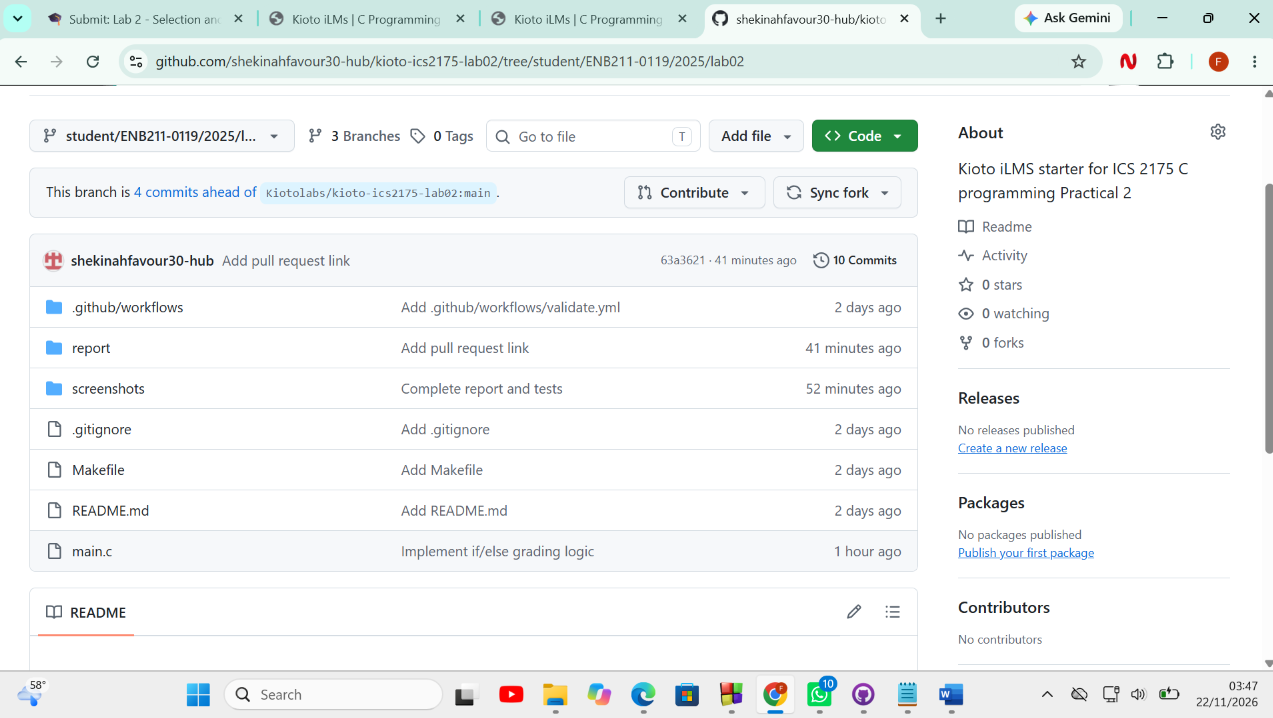 Submit: Lab 2 - Selection and
Kioto iLMs | C Programming
Kioto iLMs | C Programming
shekinahfavour30-hub/kioto
Ask Gemini
github.com/shekinahfavour30-hub/kioto-ics2175-lab02/tree/student/ENB211-0119/2025/lab02
F
student/ENB211-0119/2025/l...
3 Branches
0 Tags
Go to file
T
Add file
Code
This branch is 4 commits ahead of Kiotolabs/kioto-ics2175-lab02:main .
Contribute
Sync fork
shekinahfavour30-hub Add pull request link
63a3621 · 41 minutes ago
10 Commits
.github/workflows
Add .github/workflows/validate.yml
2 days ago
report
Add pull request link
41 minutes ago
screenshots
Complete report and tests
52 minutes ago
.gitignore
Add .gitignore
2 days ago
Makefile
Add Makefile
2 days ago
README.md
Add README.md
2 days ago
main.c
Implement if/else grading logic
1 hour ago
README
About
Kioto iLMS starter for ICS 2175 C
programming Practical 2
Readme
Activity
0 stars
0 watching
0 forks
Releases
No releases published
Create a new release
Packages
No packages published
Publish your first package
Contributors
No contributors
58°
Search
F
10
03:47
22/11/2026